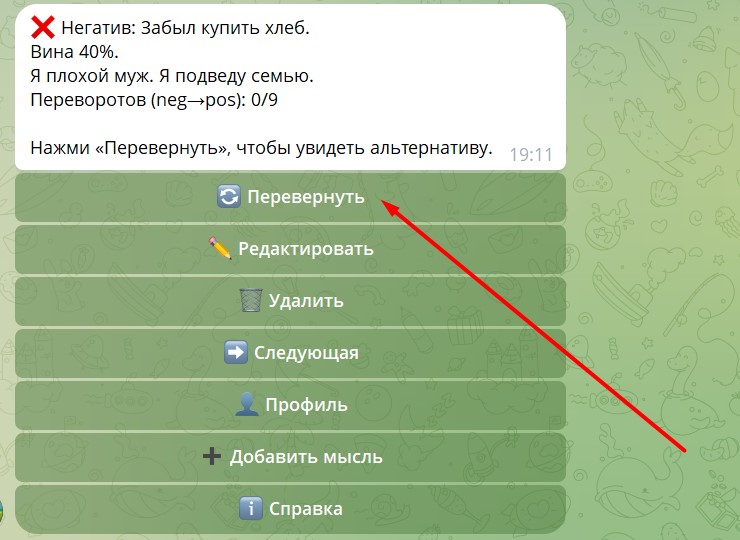 ❌ Негатив: Забыл купить хлеб.
Вина 40%.
Я плохой муж. Я подведу семью.
Переворотов (neg→pos): 0/9
Нажми «Перевернуть», чтобы увидеть альтернативу.
19:11
🔄 Перевернуть
✏️ Редактировать
🗑 Удалить
➡️ Следующая
👤 Профиль
➕ Добавить мысль
ℹ️ Справка